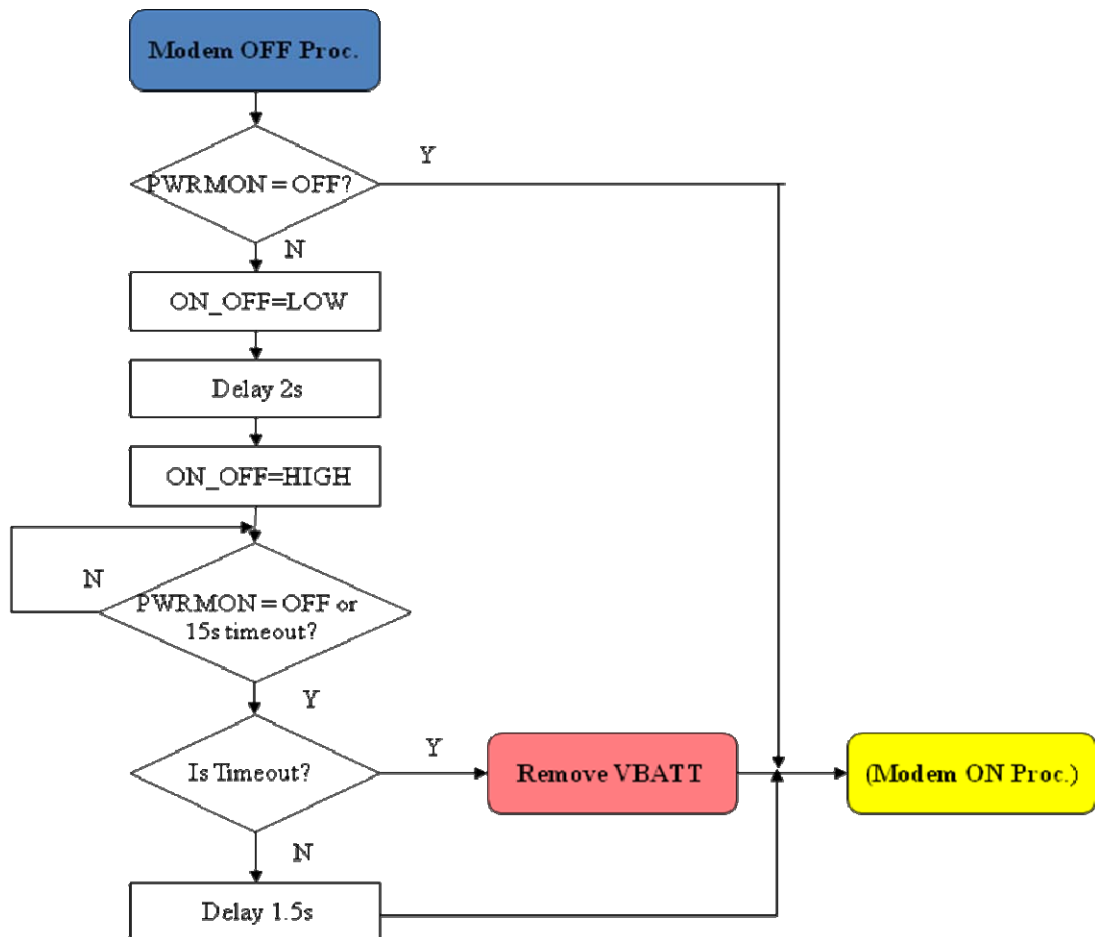 Modem OFF Proc.
Y
PWRMON = OFF?
N
ON_OFF=LOW
Delay 2s
ON_OFF=HIGH
N
PWRMON = OFF or
15s timeout?
Y
Is Timeout?
Y
Remove VBATT
(Modem ON Proc.)
N
Delay 1.5s